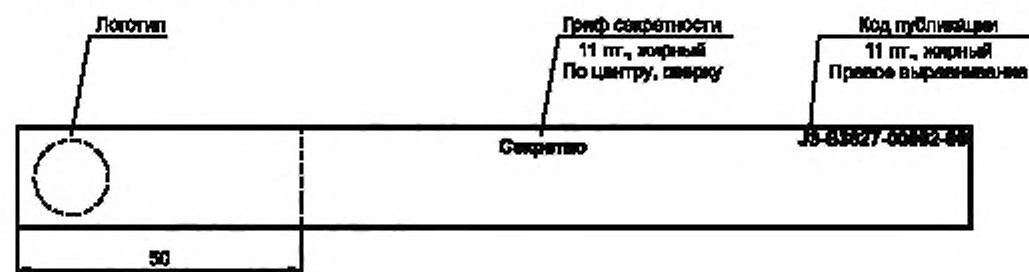 Логотип
Гриф секретности
11 пт., жирный
По центру, сверху
Код публикации
11 пт., жирный
Правое выравнивание
Секретно
50